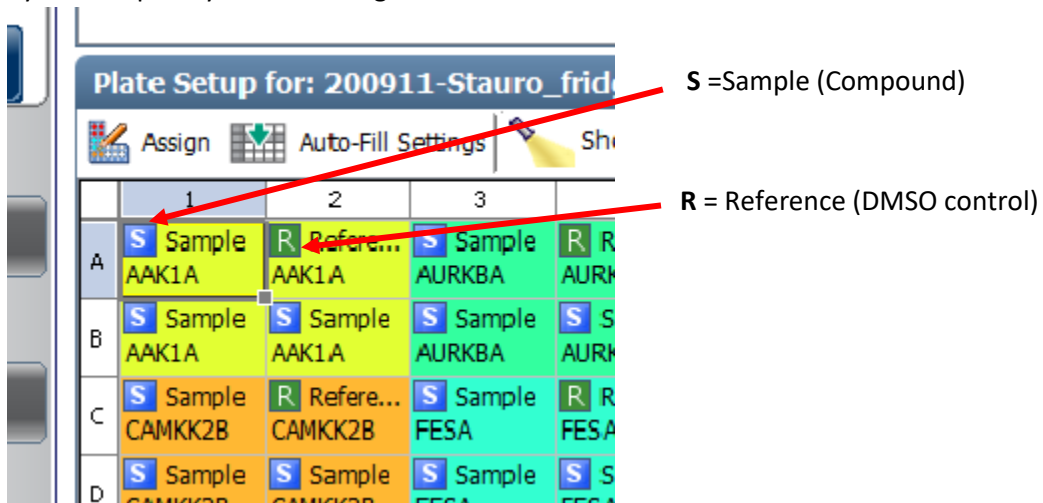 Plate Setup for: 200911-Stauro_frid
S =Sample (Compound)
Assign Auto-Fill Settings
R = Reference (DMSO control)
1 2 3
A S Sample R Refere... S Sample R
AAK1A AAK1A AURKBA
B S Sample S Sample S Sample S
AAK1A AAK1A AURKBA
C S Sample R Refere... S Sample R
CAMKK2B CAMKK2B FESA FESA
D S Sample S Sample S Sample S